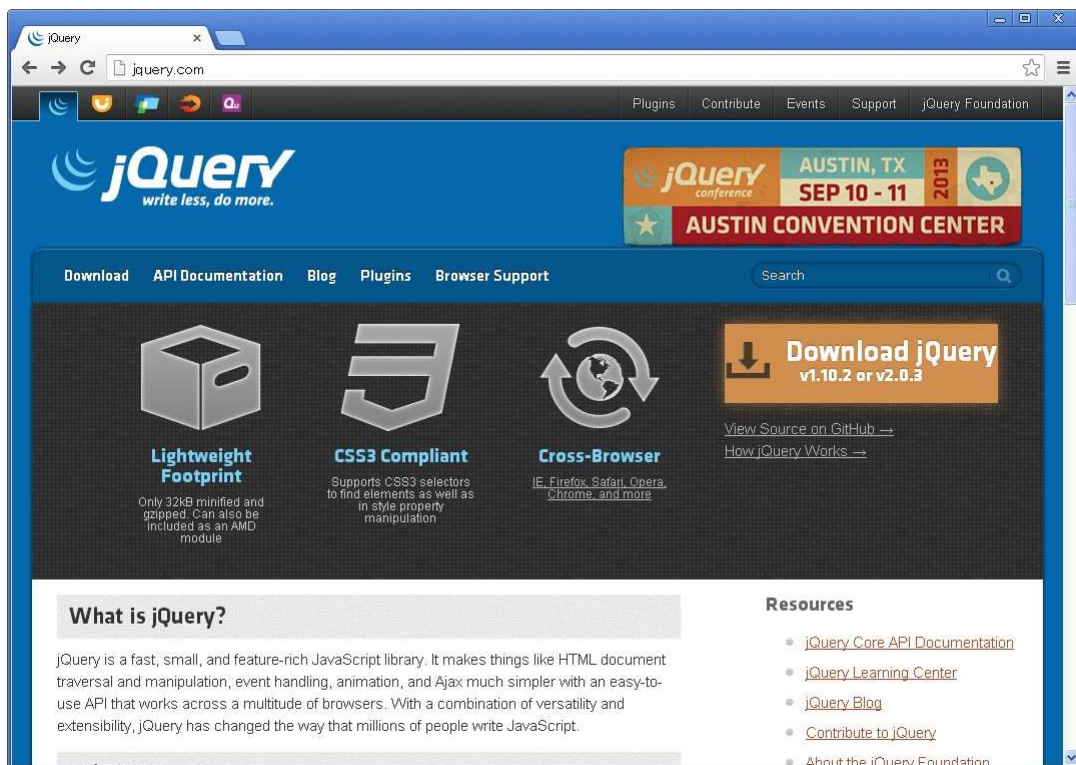 jQuery
jquery.com
Qu
Plugins Contribute Events Support jQuery Foundation
jQuery
write less, do more.
jQuery
conference
AUSTIN, TX
SEP 10 - 11
2013
AUSTIN CONVENTION CENTER
Download API Documentation Blog Plugins Browser Support
Search
Lightweight
Footprint
Only 32kB minified and
gzipped. Can also be
included as an AMD
module
CSS3 Compliant
Supports CSS3 selectors
to find elements as well as
in style property
manipulation
Cross-Browser
IE, Firefox, Safari, Opera,
Chrome, and more
Download jQuery
v1.10.2 or v2.0.3
View Source on GitHub →
How jQuery Works →
What is jQuery?
jQuery is a fast, small, and feature-rich JavaScript library. It makes things like HTML document
traversal and manipulation, event handling, animation, and Ajax much simpler with an easy-to-
use API that works across a multitude of browsers. With a combination of versatility and
extensibility, jQuery has changed the way that millions of people write JavaScript.
Resources
jQuery Core API Documentation
jQuery Learning Center
jQuery Blog
Contribute to jQuery
About the jQuery Foundation